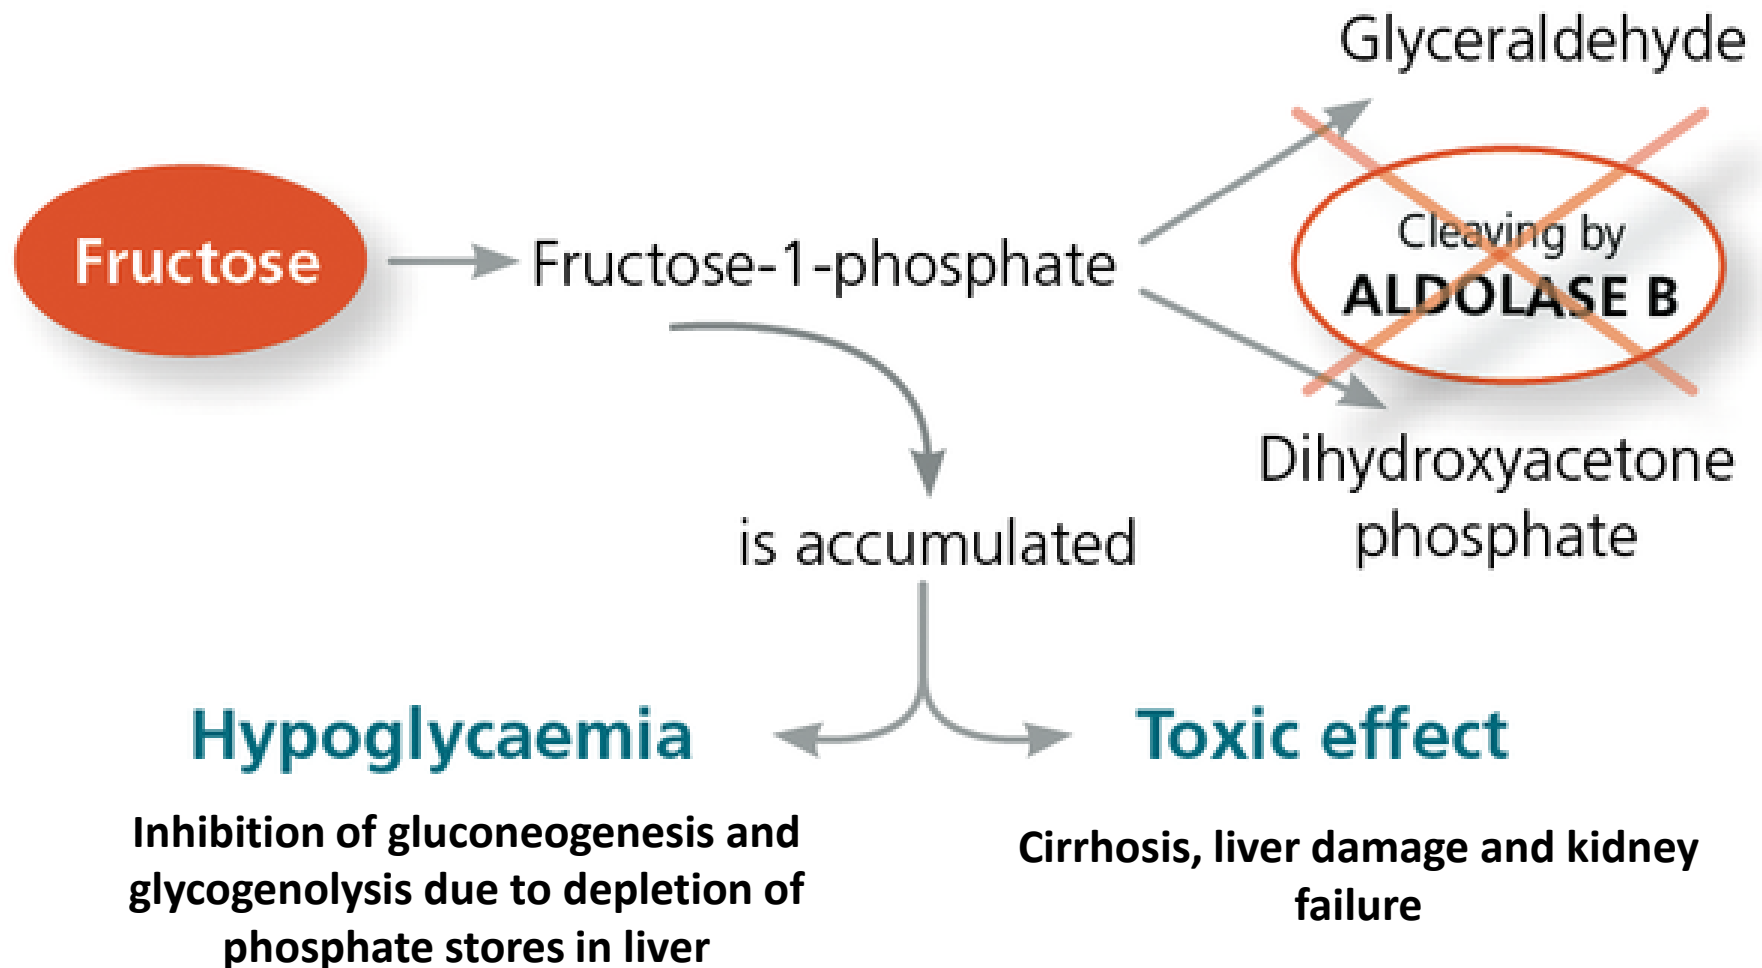 Glyceraldehyde
Fructose
Fructose-1-phosphate
Cleaving by
ALDOLASE B
Dihydroxyacetone
phosphate
is accumulated
Hypoglycaemia
Inhibition of gluconeogenesis and
glycogenolysis due to depletion of
phosphate stores in liver
Toxic effect
Cirrhosis, liver damage and kidney
failure